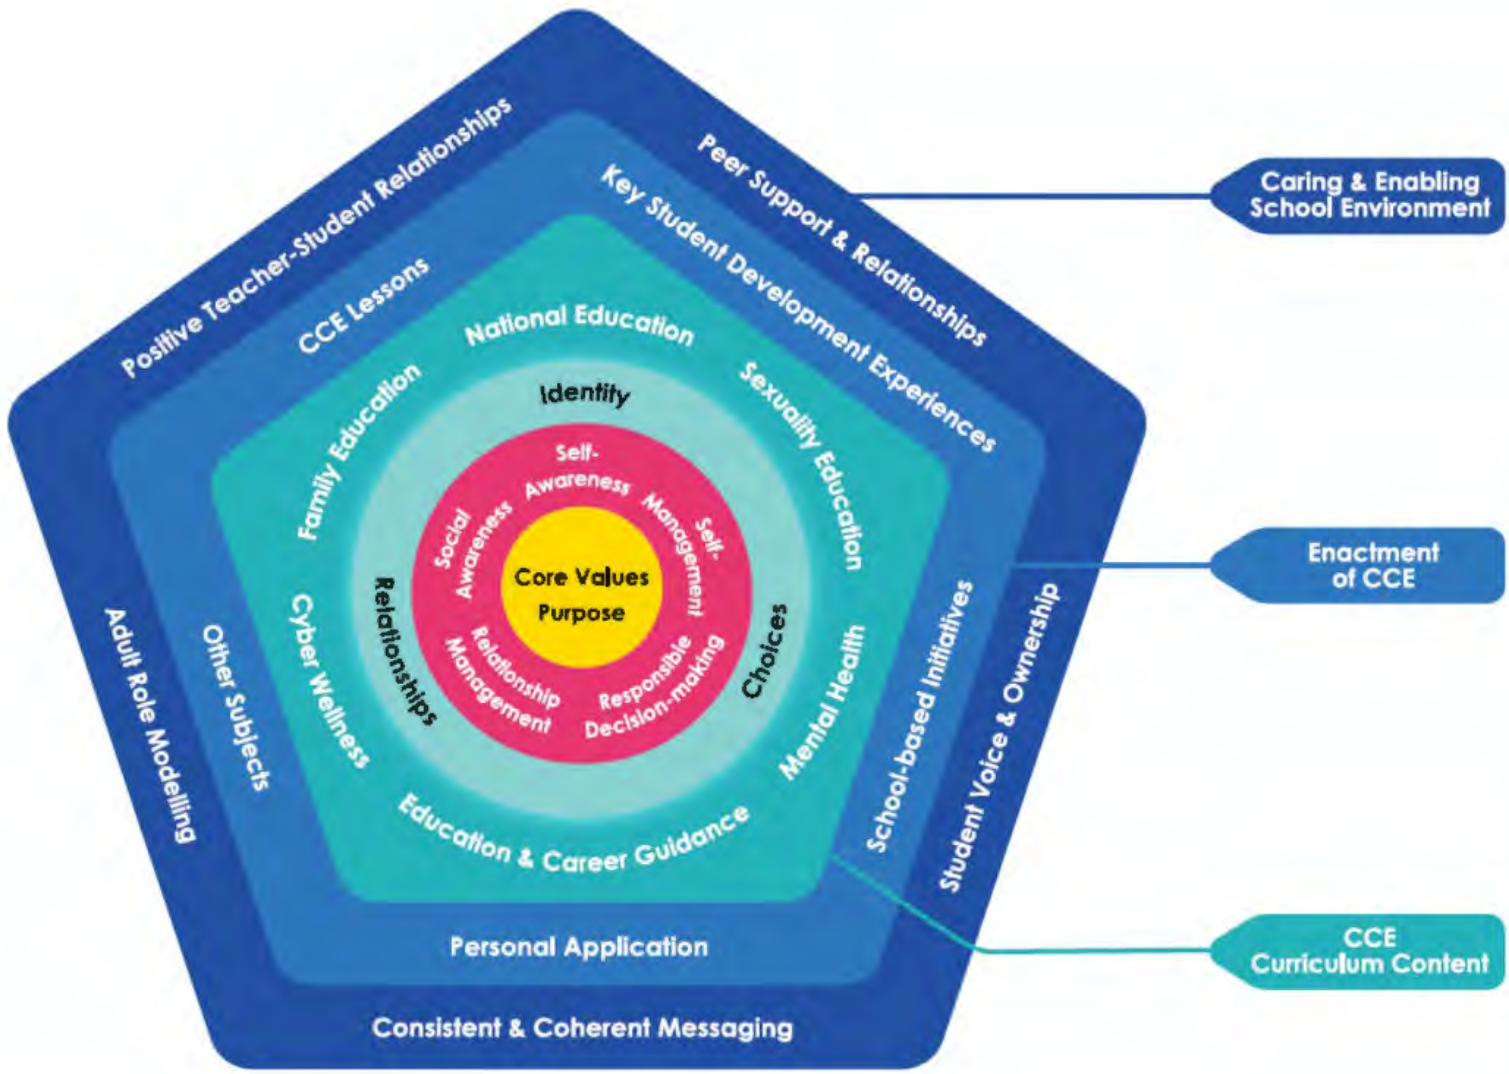 Positive Teacher-Student Relationships
Peer Support & Relationships
Student Voice & Ownership
Consistent & Coherent Messaging
Adult Role Modelling
CCE Lessons
Key Student Development Experiences
School-based Initiatives
Personal Application
Other Subjects
National Education
Sexuality Education
Mental Health
Education & Career Guidance
Cyber Wellness
Family Education
Identity
Choices
Relationships
Self-
Awareness
Self-
Management
Responsible
Decision-making
Relationship
Management
Social
Awareness
Core Values
Purpose
Caring & Enabling
School Environment
Enactment
of CCE
CCE
Curriculum Content